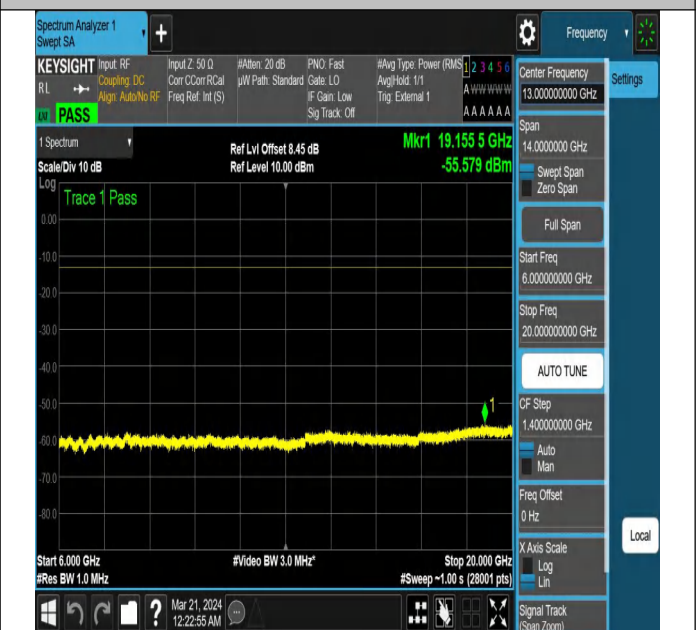 Spectrum Analyzer 1
Swept SA
Frequency
KEYSIGHT
RL
PASS
Input: RF
Coupling: DC
Align: Auto/No RF
Input Z: 50 Ω
Corr CCorr RCal
Freq Ref: Int (S)
#Atten: 20 dB
µW Path: Standard
PNO: Fast
Gate: LO
IF Gain: Low
Sig Track: Off
#Avg Type: Power (RMS
Avg|Hold: 1/1
Trig: External 1
1 2 3 4 5 6
A W W W W W
A A A A A A
1 Spectrum
Scale/Div 10 dB
Ref Lvl Offset 8.45 dB
Ref Level 10.00 dBm
Mkr1 19.155 5 GHz
-55.579 dBm
Log
Trace 1 Pass
0.00
-10.0
-20.0
-30.0
-40.0
-50.0
-60.0
-70.0
-80.0
1
Start 6.000 GHz
#Res BW 1.0 MHz
#Video BW 3.0 MHz*
Stop 20.000 GHz
#Sweep ~1.00 s (28001 pts)
Mar 21, 2024
12:22:55 AM
Center Frequency
13.000000000 GHz
Settings
Span
14.0000000 GHz
Swept Span
Zero Span
Full Span
Start Freq
6.000000000 GHz
Stop Freq
20.000000000 GHz
AUTO TUNE
CF Step
1.400000000 GHz
Auto
Man
Freq Offset
0 Hz
Local
X Axis Scale
Log
Lin
Signal Track
(Span Zoom)